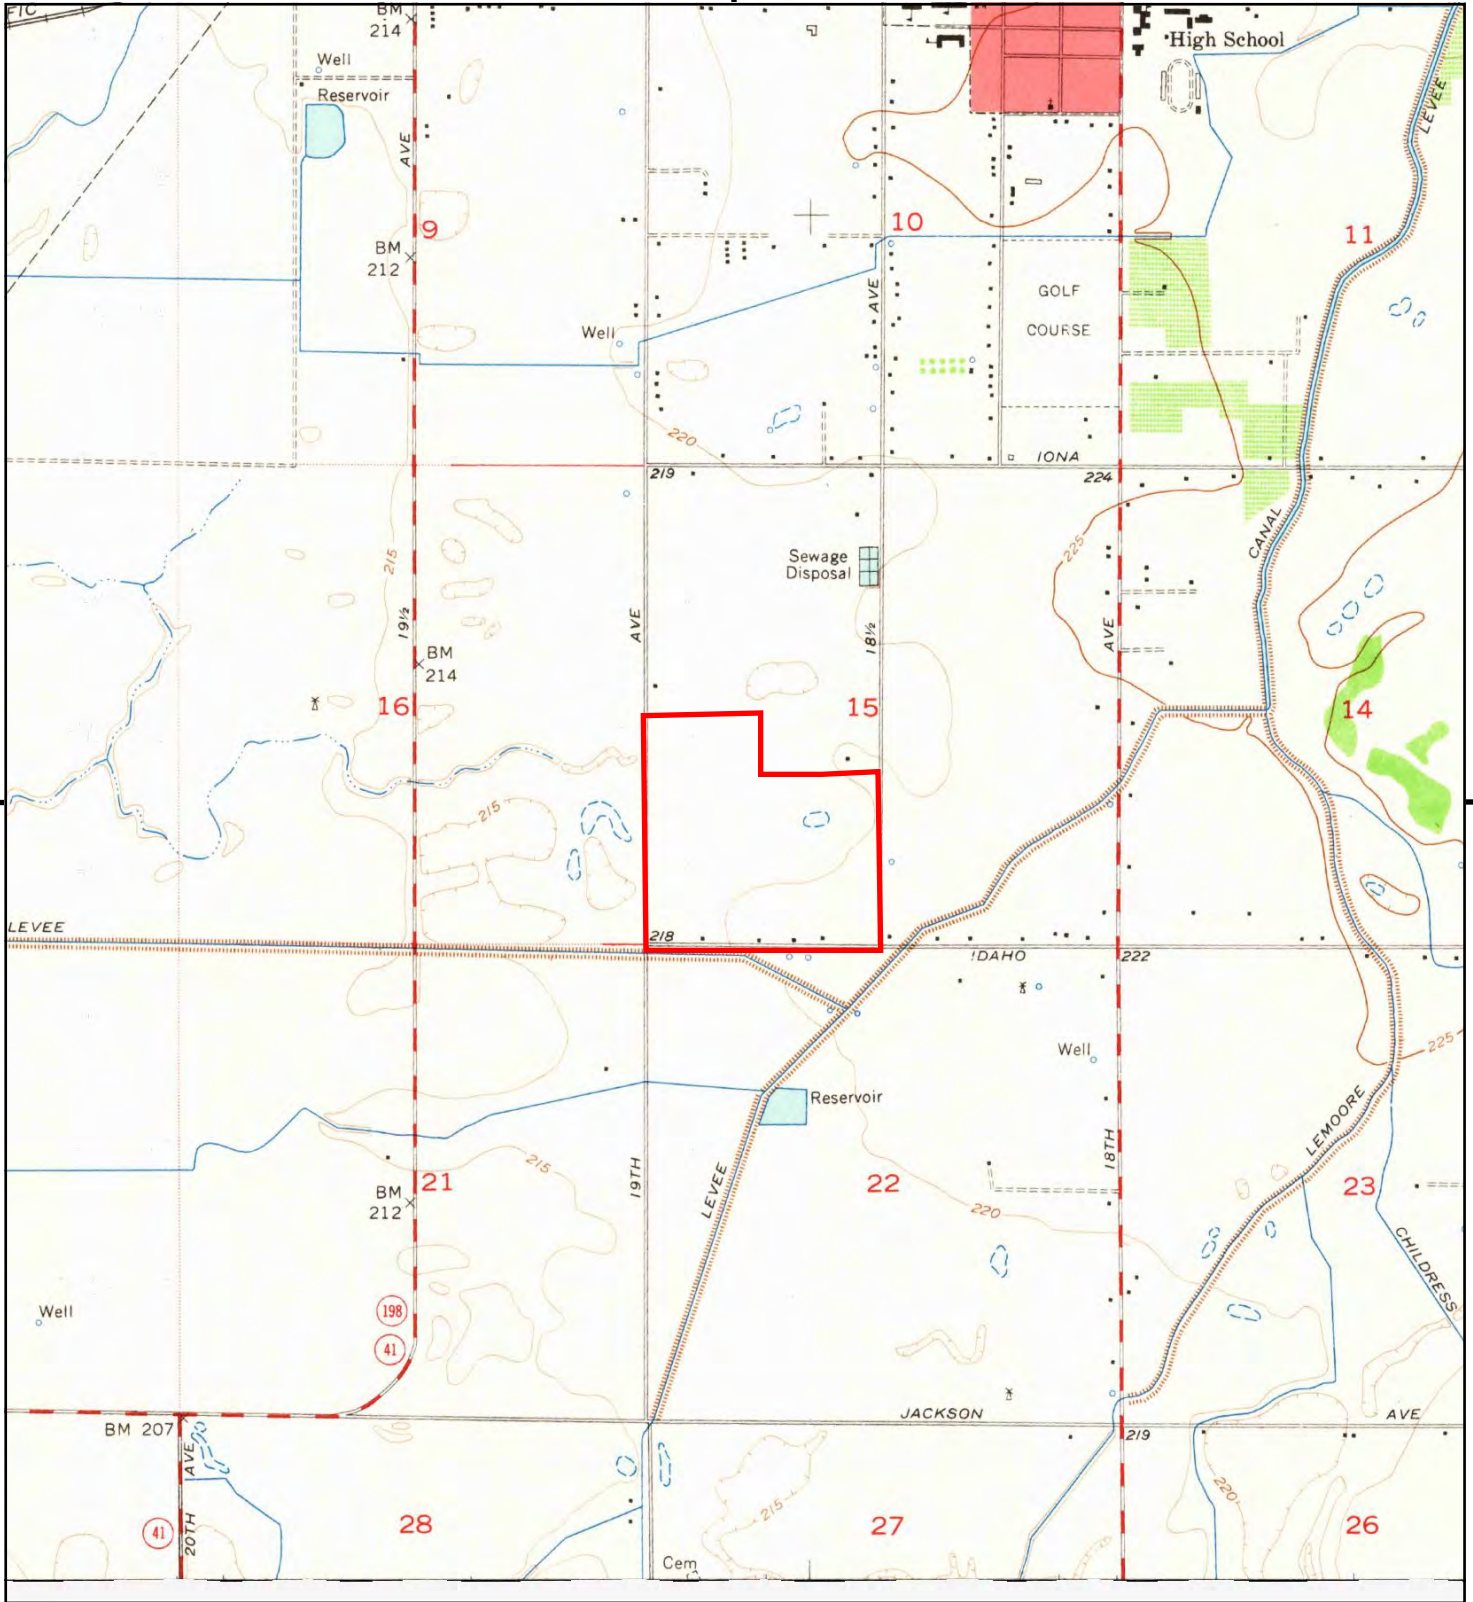 FIC
BM
214
High School
Well
Reservoir
LEVEE
AVE
9
10
11
BM
212
GOLF
COURSE
AVE
Well
220
IONA
219
224
CANAL
225
Sewage
Disposal
215
19½
AVE
18½
AVE
BM
214
16
15
14
215
LEVEE
218
IDAHO
222
Well
225
Reservoir
LEMOORE
215
19TH
LEVEE
18TH
21
22
23
BM
212
220
CHILDRESS
Well
198
41
JACKSON
AVE
BM 207
219
AVE
20TH
41
28
215
27
220
26
Cem